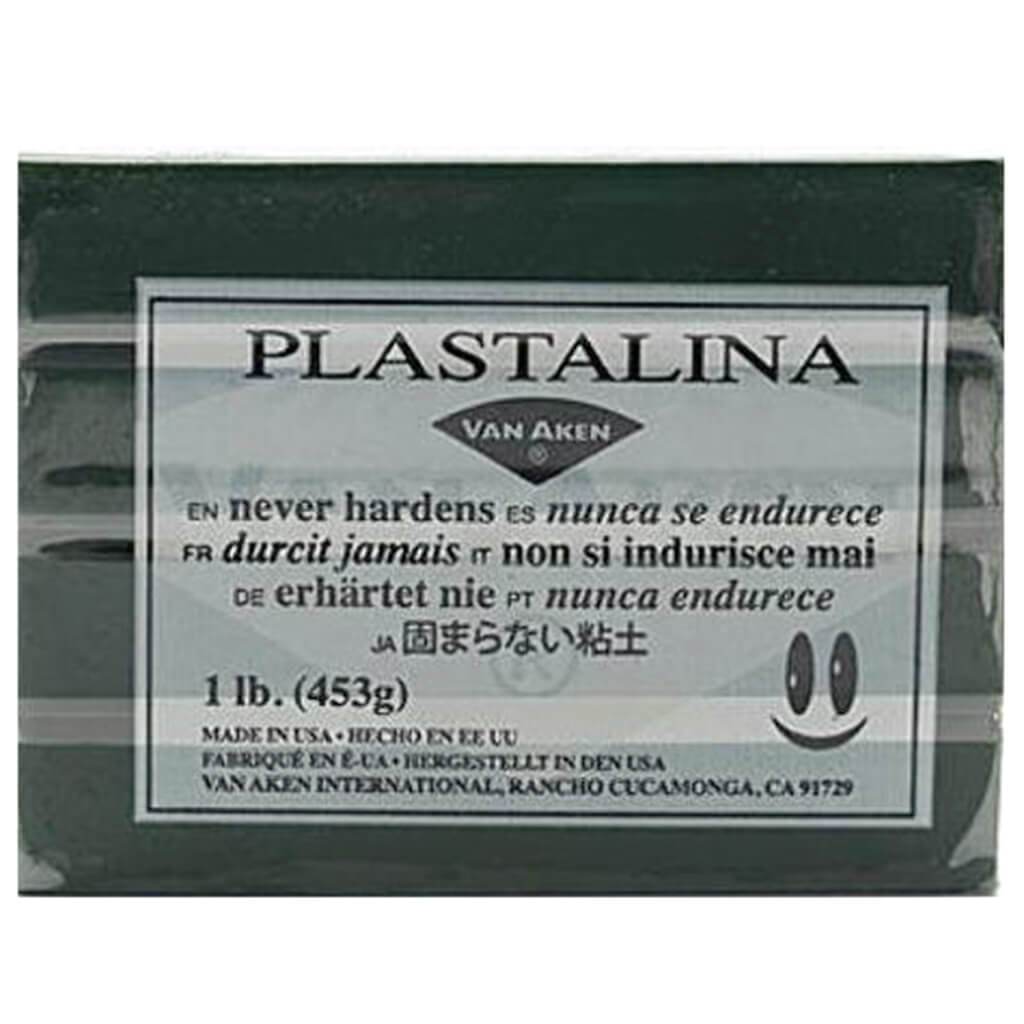 PLASTALINA
VAN AKEN
®
EN never hardens ES nunca se endurece
FR durcit jamais IT non si indurisce mai
DE erhärtet nie PT nunca endurece
JA 固まらない粘土
1 lb. (453g)
MADE IN USA • HECHO EN EE UU
FABRIQUÉ EN É-UA • HERGESTELLT IN DEN USA
VAN AKEN INTERNATIONAL, RANCHO CUCAMONGA, CA 91729